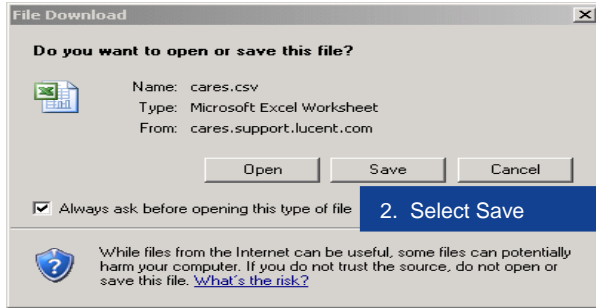 File Download
Do you want to open or save this file?
Name: cares.csv
Type: Microsoft Excel Worksheet
From: cares.support.lucent.com
Open Save Cancel
Always ask before opening this type of file
2. Select Save
While files from the Internet can be useful, some files can potentially
harm your computer. If you do not trust the source, do not open or
save this file. What's the risk?